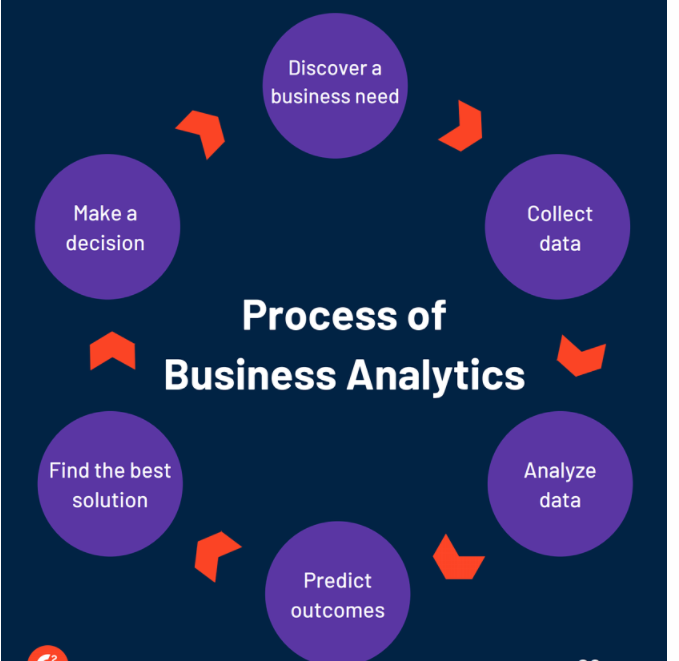 Discover a
business need
Collect
data
Analyze
data
Predict
outcomes
Find the best
solution
Make a
decision
Process of
Business Analytics